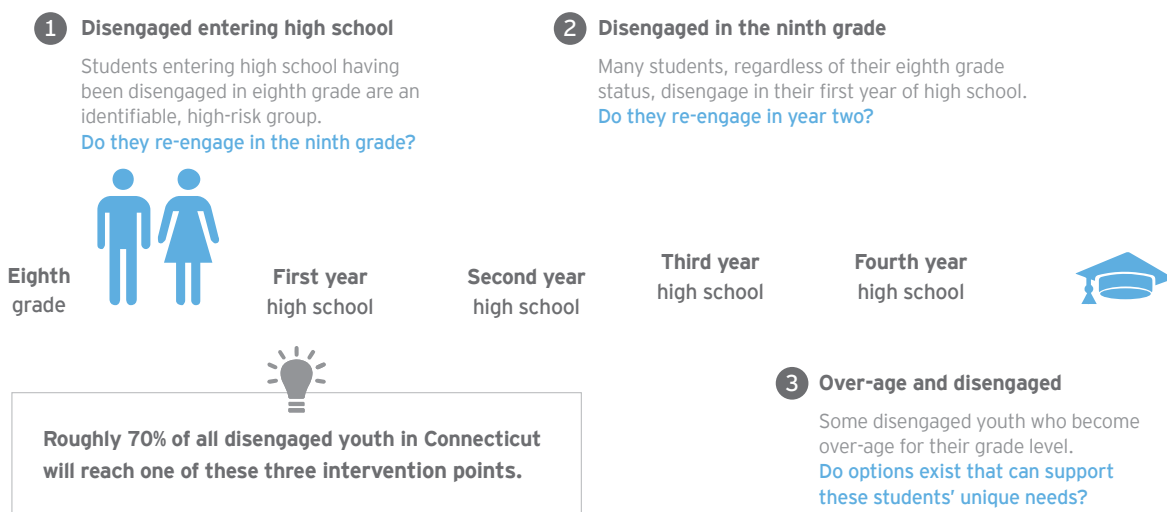 1 Disengaged entering high school
Students entering high school having
been disengaged in eighth grade are an
identifiable, high-risk group.
Do they re-engage in the ninth grade?
2 Disengaged in the ninth grade
Many students, regardless of their eighth grade
status, disengage in their first year of high school.
Do they re-engage in year two?
Eighth
grade
First year
high school
Second year
high school
Third year
high school
Fourth year
high school
Roughly 70% of all disengaged youth in Connecticut
will reach one of these three intervention points.
3 Over-age and disengaged
Some disengaged youth who become
over-age for their grade level.
Do options exist that can support
these students’ unique needs?